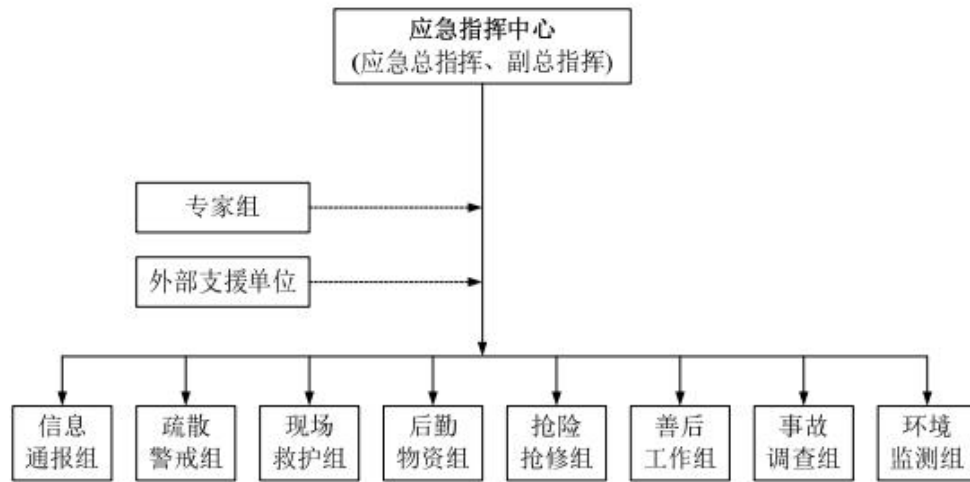 应急指挥中心
(应急总指挥、副总指挥)
专家组
外部支援单位
信息
通报组
疏散
警戒组
现场
救护组
后勤
物资组
抢险
抢修组
善后
工作组
事故
调查组
环境
监测组